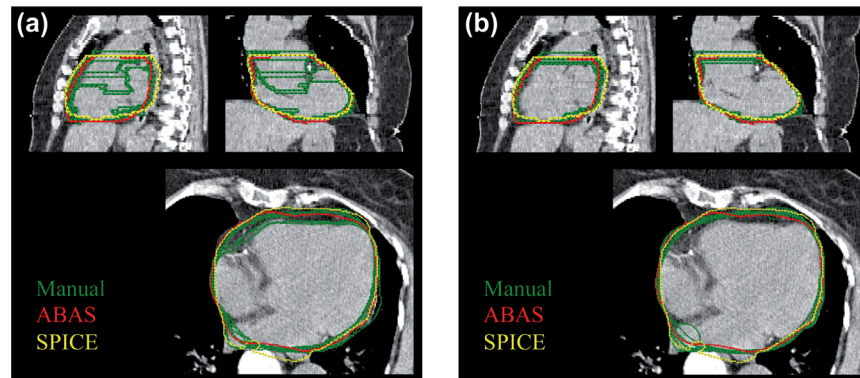 (a)
Manual
ABAS
SPICE
(b)
Manual
ABAS
SPICE